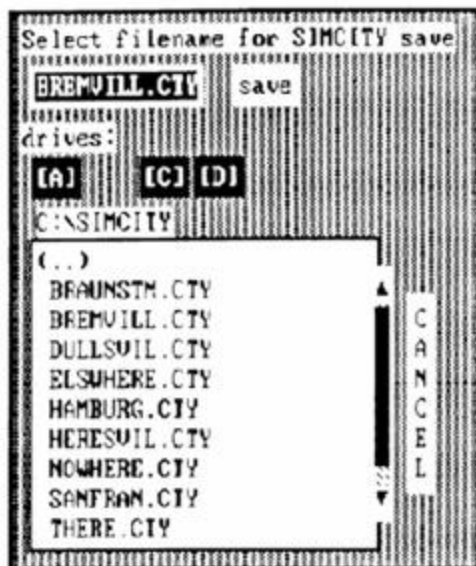 Select filename for SIMCITY save
BREMVILL.CTY save
drives:
[A] [C] [D]
C:\SIMCITY
(..)
BRAUNSTM.CTY
BREMVILL.CTY
DULLSVIL.CTY
ELSWHERE.CTY
HAMBURG.CTY
HERESVIL.CTY
NOWHERE.CTY
SANFRAN.CTY
THERE.CTY
CANCEL